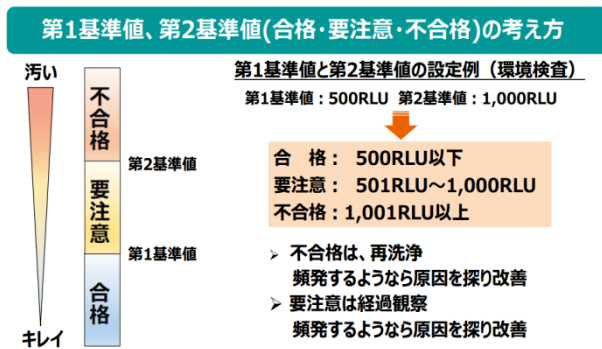 第1基準値、第2基準値(合格・要注意・不合格)の考え方
汚い
不合格
第2基準値
要注意
第1基準値
合格
キレイ
第1基準値と第2基準値の設定例（環境検査）
第1基準値：500RLU 第2基準値：1,000RLU
合　格： 500RLU以下
要注意： 501RLU～1,000RLU
不合格：1,001RLU以上
➢ 不合格は、再洗浄
頻発するようなら原因を探り改善
➢ 要注意は経過観察
頻発するようなら原因を探り改善